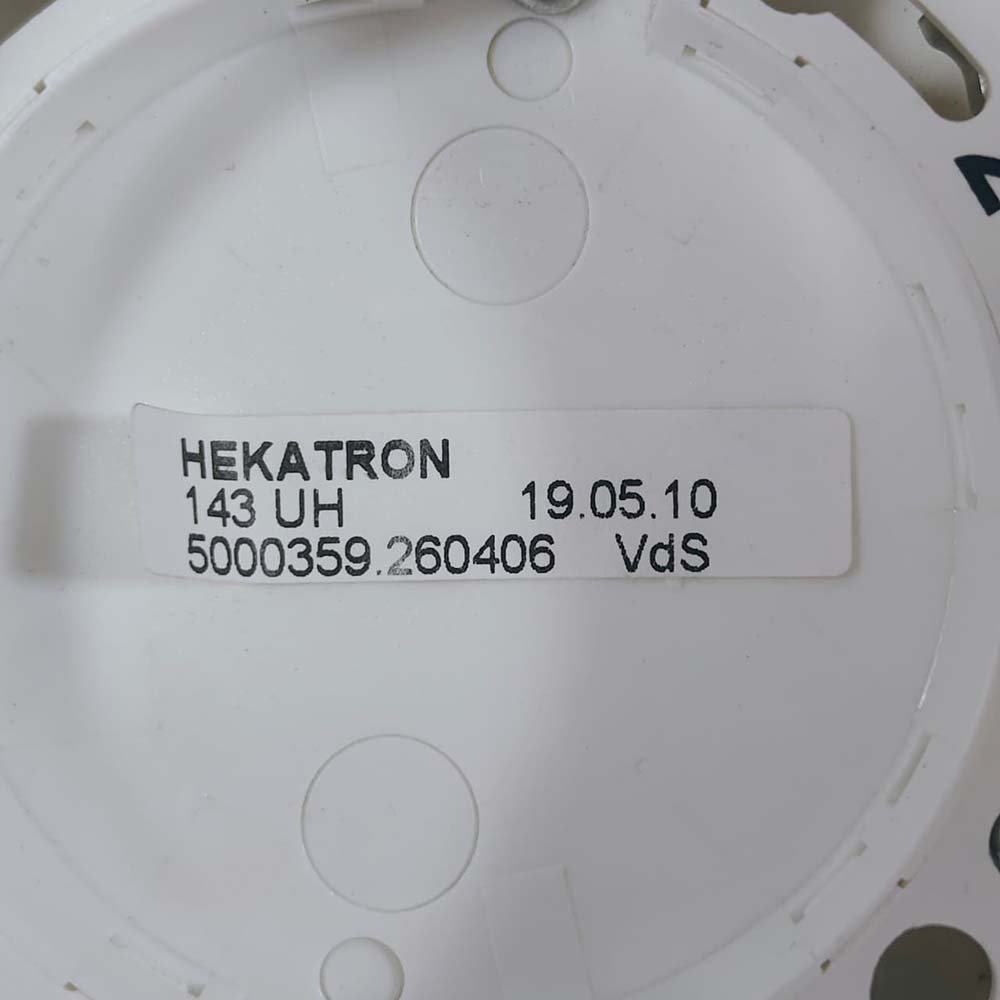 HEKATRON
143 UH 19.05.10
5000359.260406 VdS